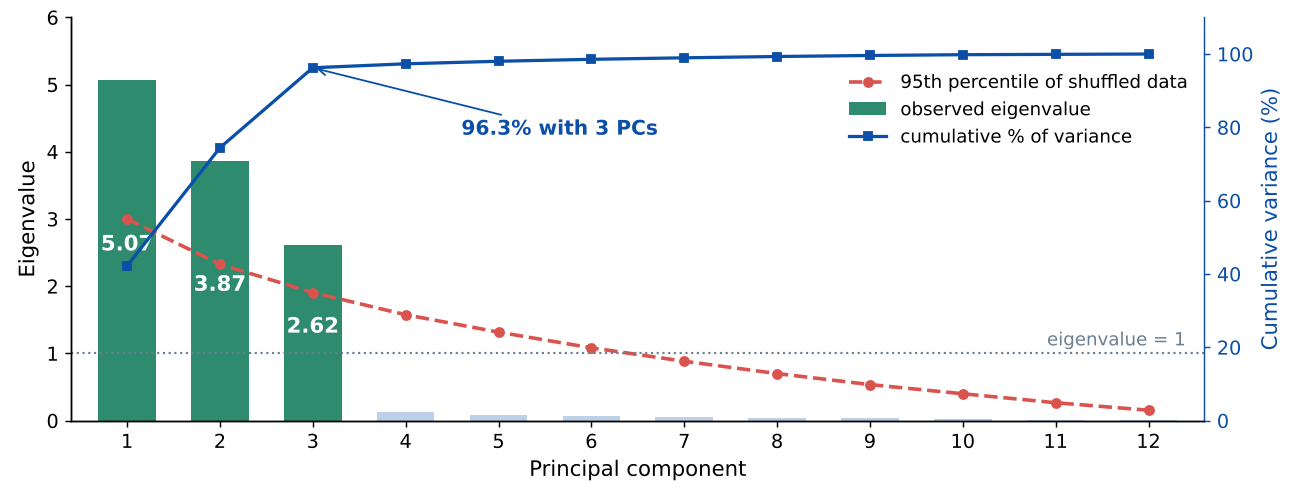 6
5
4
3
2
1
0
Eigenvalue
5.07
3.87
2.62
96.3% with 3 PCs
95th percentile of shuffled data
observed eigenvalue
cumulative % of variance
eigenvalue = 1
100
80
60
40
20
0
Cumulative variance (%)
1 2 3 4 5 6 7 8 9 10 11 12
Principal component